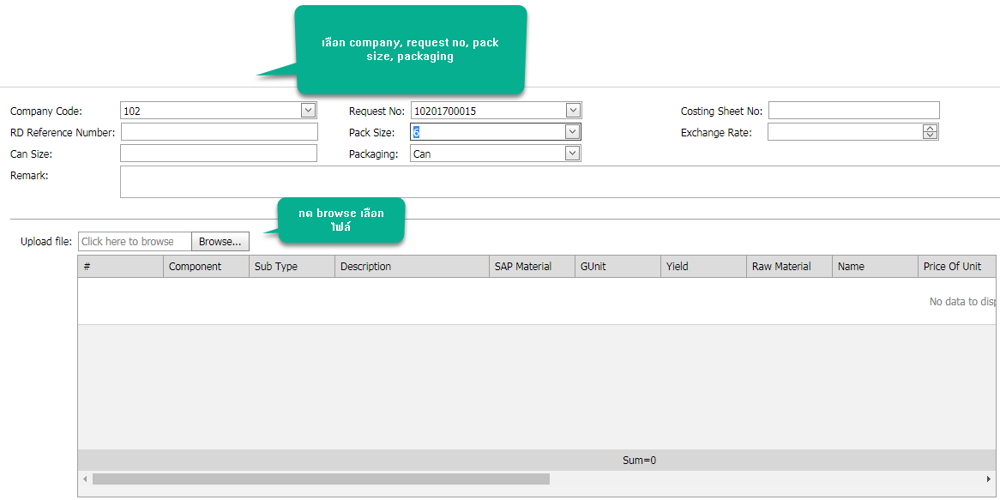 เลือก company, request no, pack
size, packaging
Company Code: 102 Request No: 10201700015 Costing Sheet No:
RD Reference Number: Pack Size: 6 Exchange Rate:
Can Size: Packaging: Can
Remark:
กด browse เลือก
ไฟล์
Upload file: Click here to browse Browse...
# Component Sub Type Description SAP Material GUnit Yield Raw Material Name Price Of Unit
No data to disp
Sum=0